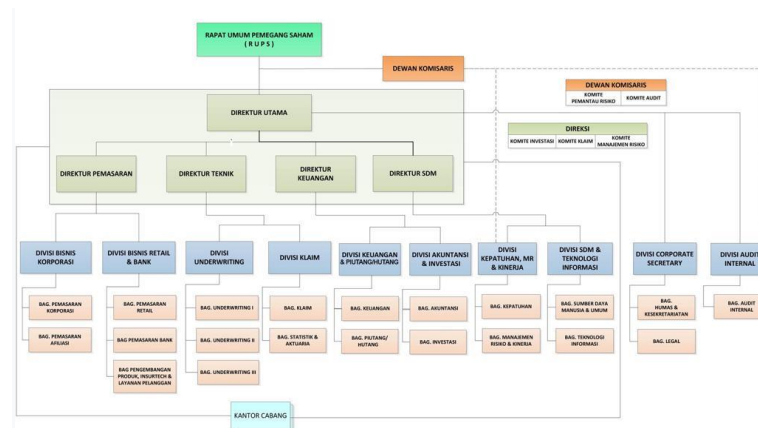 RAPAT UMUM PEMEGANG SAHAM
( R U P S )
DEWAN KOMISARIS
DEWAN KOMISARIS
KOMITE
PEMANTAU RISIKO
KOMITE AUDIT
DIREKTUR UTAMA
DIREKSI
KOMITE INVESTASI
KOMITE KLAIM
KOMITE
MANAJEMEN RISIKO
DIREKTUR PEMASARAN
DIREKTUR TEKNIK
DIREKTUR
KEUANGAN
DIREKTUR SDM
DIVISI BISNIS
KORPORASI
DIVISI BISNIS RETAIL
& BANK
DIVISI
UNDERWRITING
DIVISI KLAIM
DIVISI KEUANGAN
& PIUTANG/HUTANG
DIVISI AKUNTANSI
& INVESTASI
DIVISI
KEPATUHAN, MR
& KINERJA
DIVISI SDM &
TEKNOLOGI
INFORMASI
DIVISI CORPORATE
SECRETARY
DIVISI AUDIT
INTERNAL
BAG. PEMASARAN
KORPORASI
BAG. PEMASARAN
RETAIL
BAG. UNDERWRITING I
BAG. KLAIM
BAG. KEUANGAN
BAG. AKUNTANSI
BAG. KEPATUHAN
BAG. SUMBER DAYA
MANUSIA & UMUM
BAG.
HUMAS &
KESEKRETARIATAN
BAG. AUDIT
INTERNAL
BAG. PEMASARAN
AFILIASI
BAG PEMASARAN BANK
BAG. UNDERWRITING II
BAG. STATISTIK &
AKTUARIA
BAG. PIUTANG/
HUTANG
BAG. INVESTASI
BAG. MANAJEMEN
RISIKO & KINERJA
BAG. TEKNOLOGI
INFORMASI
BAG. LEGAL
BAG PENGEMBANGAN
PRODUK, INSURTECH &
LAYANAN PELANGGAN
BAG. UNDERWRITING III
KANTOR CABANG